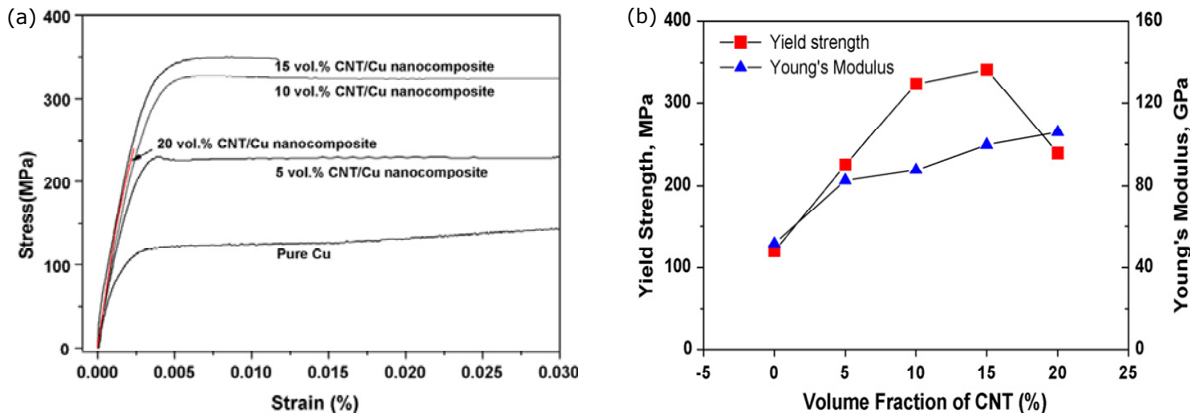 (a)
400
300
200
100
0
Stress(MPa)
15 vol.% CNT/Cu nanocomposite
10 vol.% CNT/Cu nanocomposite
20 vol.% CNT/Cu nanocomposite
5 vol.% CNT/Cu nanocomposite
Pure Cu
0.000 0.005 0.010 0.015 0.020 0.025 0.030
Strain (%)
(b)
400
300
200
100
0
Yield Strength, MPa
Yield strength
Young's Modulus
160
120
80
40
0
Young's Modulus, GPa
-5 0 5 10 15 20
Volume Fraction of CNT (%)